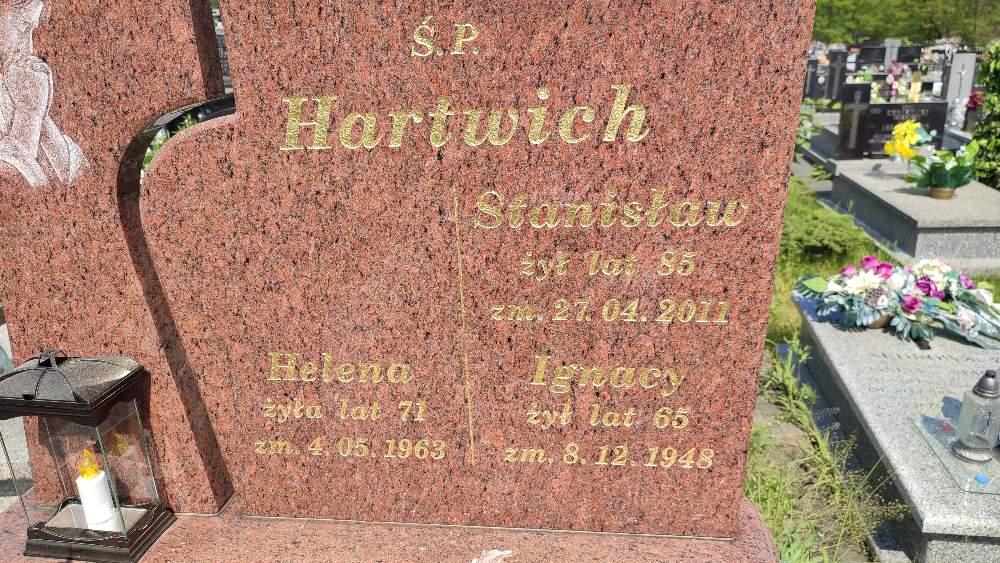 Ś.P.
Hartwich
Stanisław
żył lat 85
zm. 27.04.2011
Helena
żyła lat 71
zm. 4.05.1963
Ignacy
żył lat 65
zm. 8.12.1948